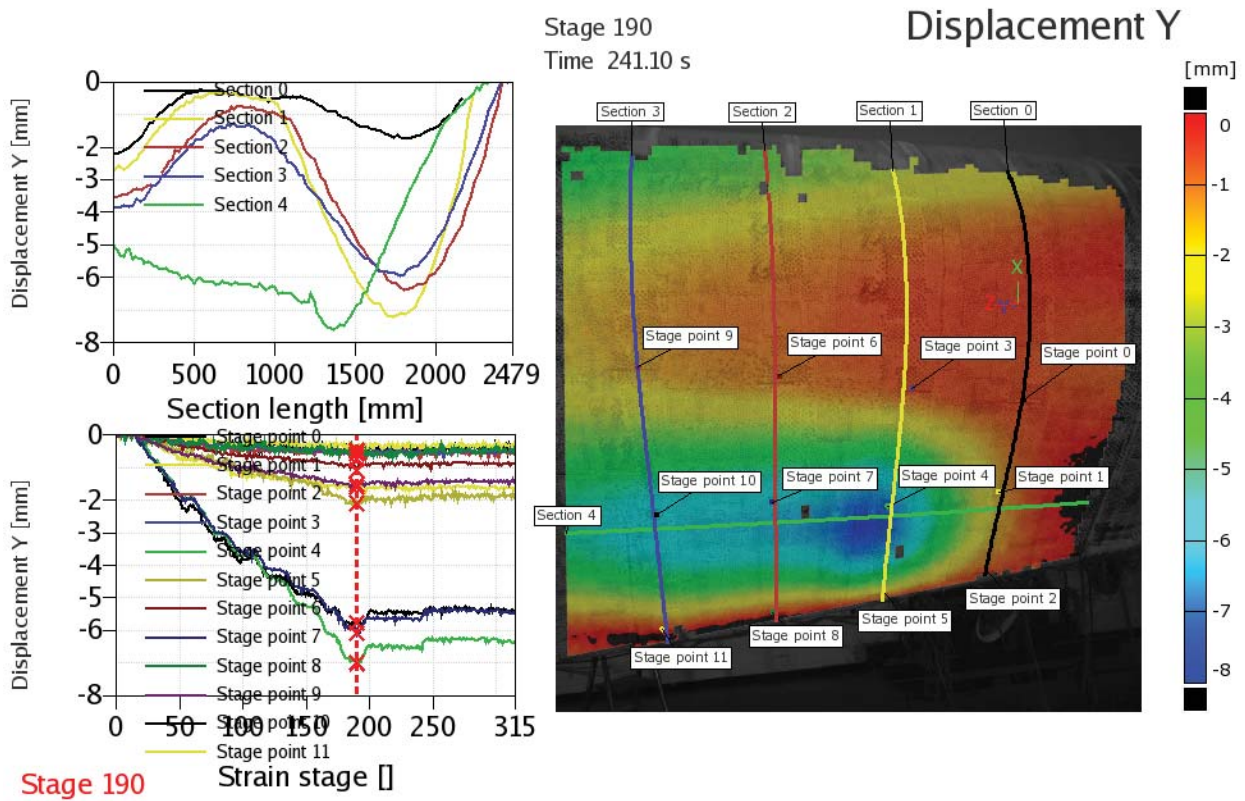 Stage 190
Time 241.10 s
Displacement Y
[mm]
0
-1
-2
-3
-4
-5
-6
-7
-8
Displacement Y [mm]
0
-2
-3
-4
-5
-6
-8
Section 0
Section 1
Section 2
Section 3
Section 4
0
500
1000
1500
2000
2479
Section length [mm]
Displacement Y [mm]
0
-2
-3
-4
-5
-6
-8
Stage point 0
Stage point 1
Stage point 2
Stage point 3
Stage point 4
Stage point 5
Stage point 6
Stage point 7
Stage point 8
Stage point 9
Stage point 10
Stage point 11
0
50
100
150
200
250
315
Strain stage []
Stage 190
Section 3
Section 2
Section 1
Section 0
X
Z
Stage point 9
Stage point 6
Stage point 3
Stage point 0
Stage point 10
Stage point 7
Stage point 4
Stage point 1
Section 4
Stage point 2
Stage point 5
Stage point 8
Stage point 11